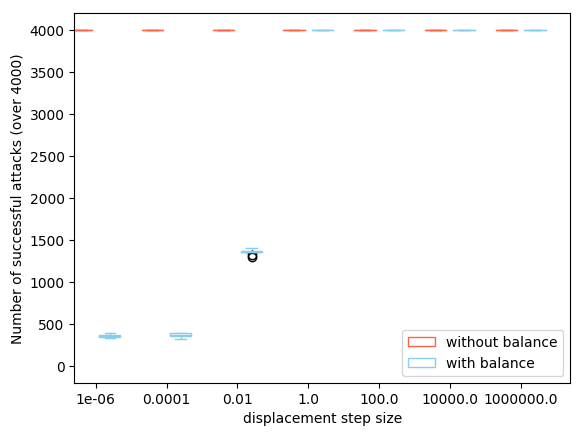 Number of successful attacks (over 4000)
4000
3500
3000
2500
2000
1500
1000
500
0
1e-06 0.0001 0.01 1.0 100.0 10000.0 1000000.0
displacement step size
without balance
with balance